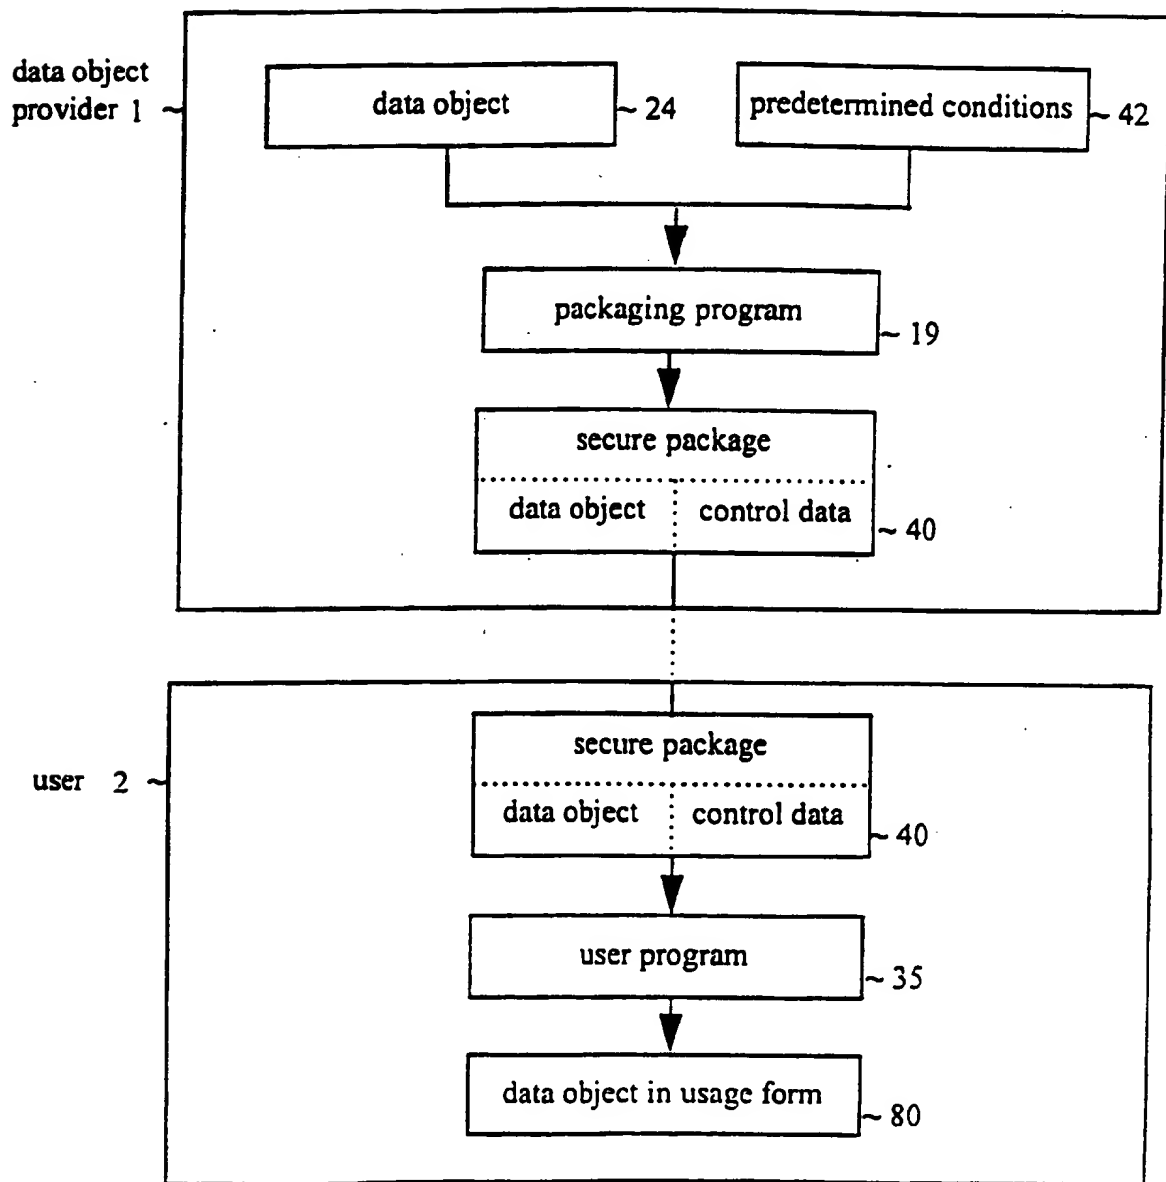 data object
provider 1 ~
data object ~ 24
predetermined conditions ~ 42
packaging program ~ 19
secure package
data object control data ~ 40
user 2 ~
secure package
data object control data ~ 40
user program ~ 35
data object in usage form ~ 80